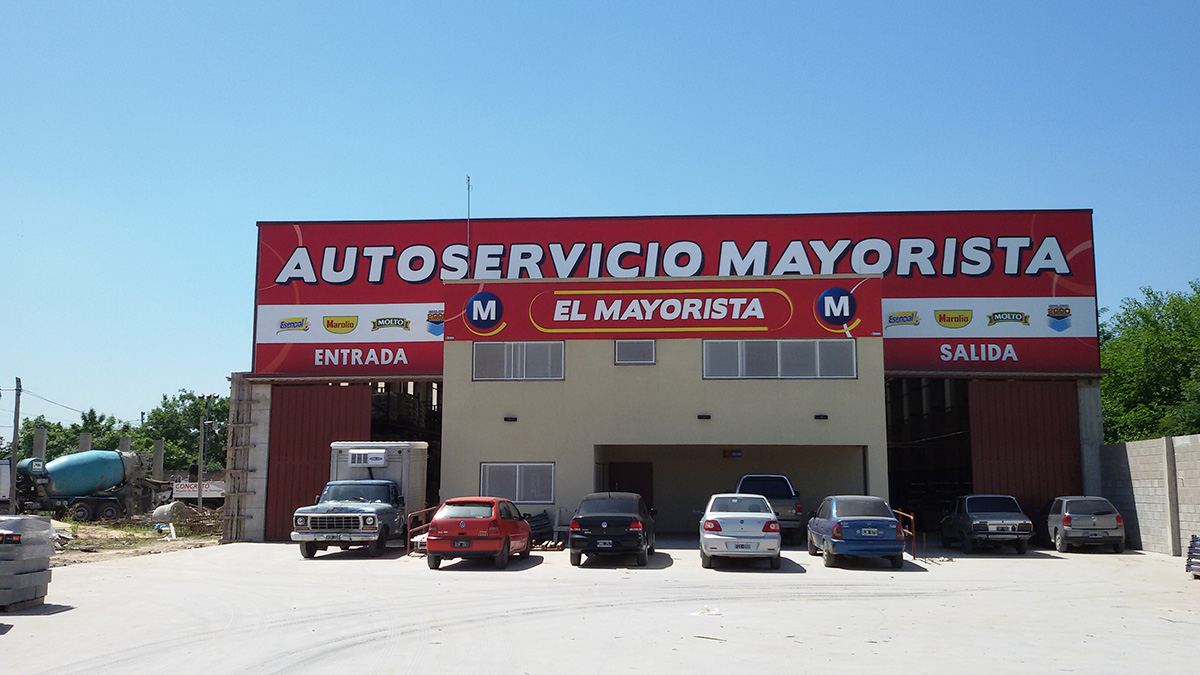 AUTOSERVICIO MAYORISTA
M EL MAYORISTA M
Esencial Marolio MOLTO
Esencial Marolio MOLTO
ENTRADA
SALIDA
CONCRETO